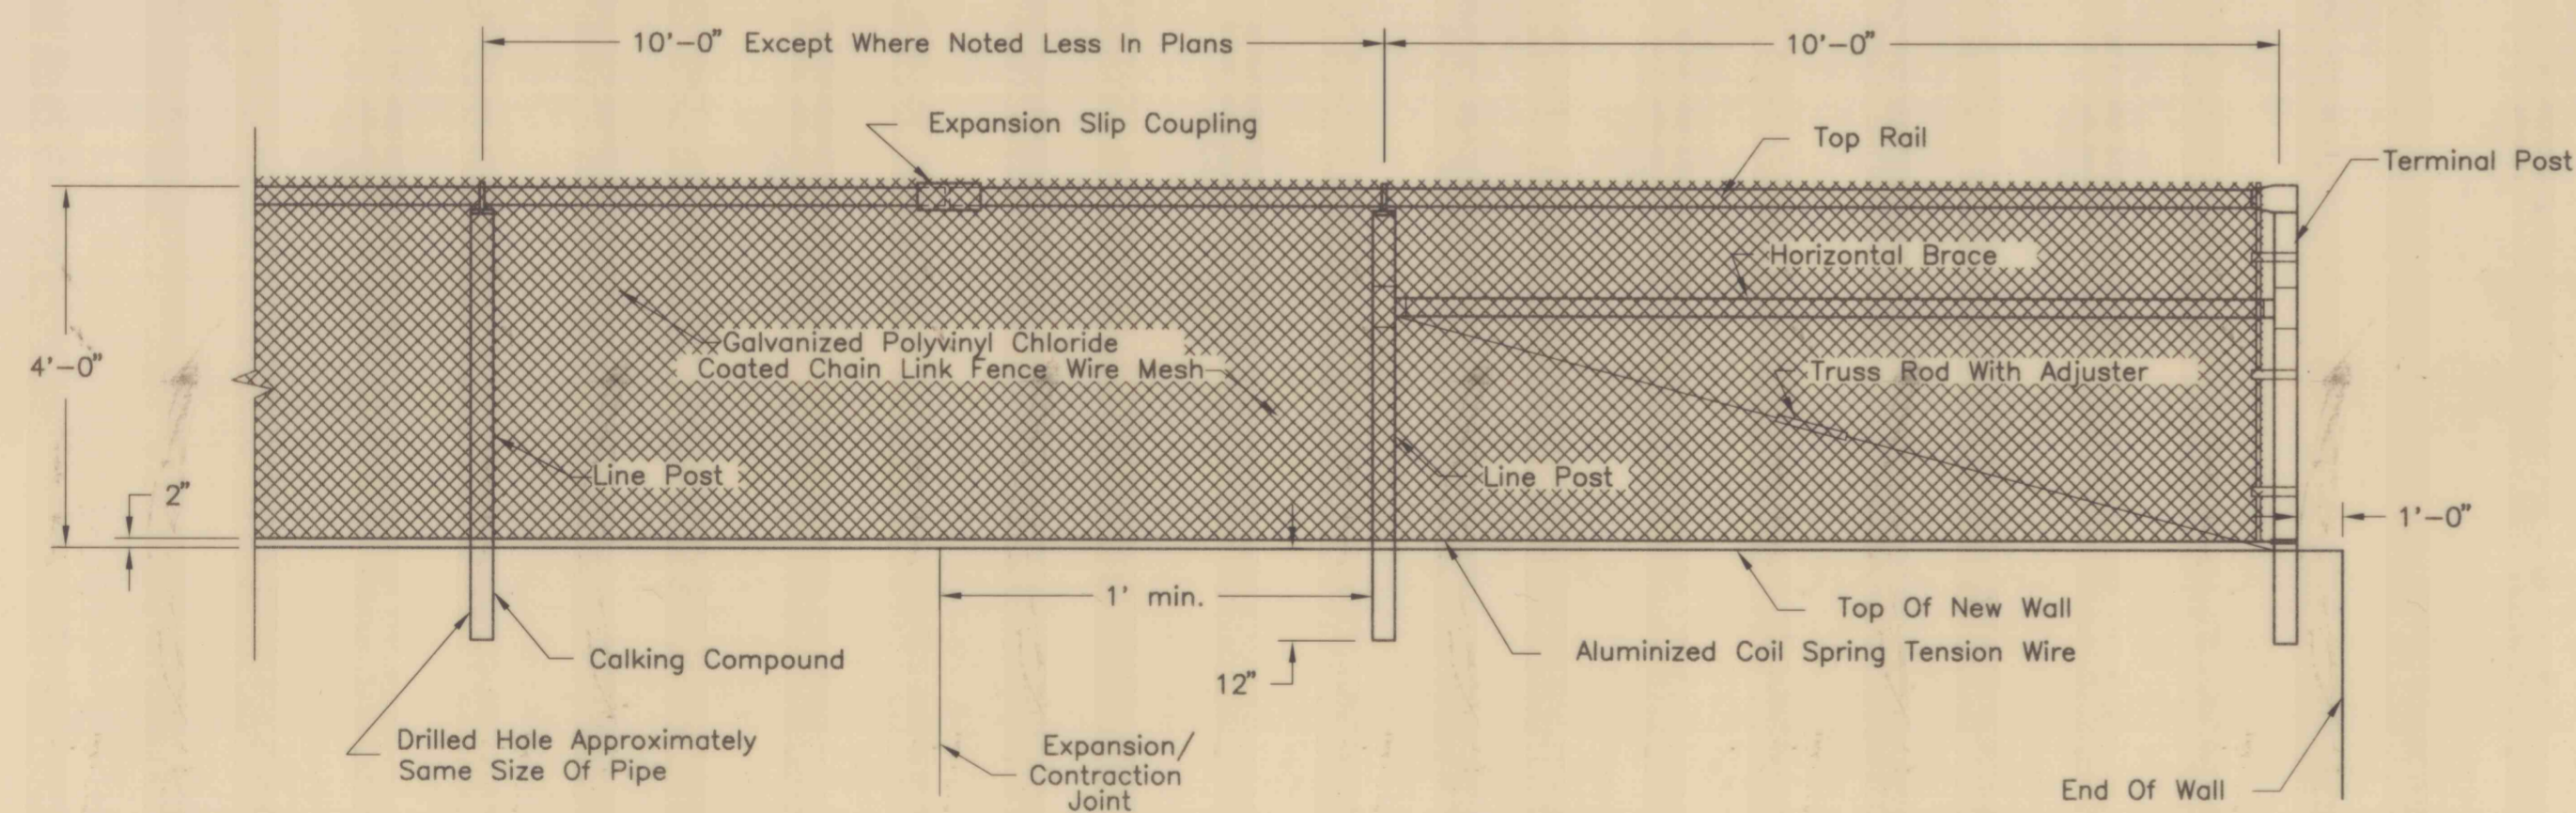 10'-0" Except Where Noted Less In Plans
10'-0"
Expansion Slip Coupling
Top Rail
Terminal Post
Horizontal Brace
4'-0"
Galvanized Polyvinyl Chloride
Coated Chain Link Fence Wire Mesh
Truss Rod With Adjuster
Line Post
Line Post
2"
1'-0"
1' min.
Top Of New Wall
Calking Compound
Aluminized Coil Spring Tension Wire
12"
Drilled Hole Approximately
Same Size Of Pipe
Expansion/
Contraction
Joint
End Of Wall